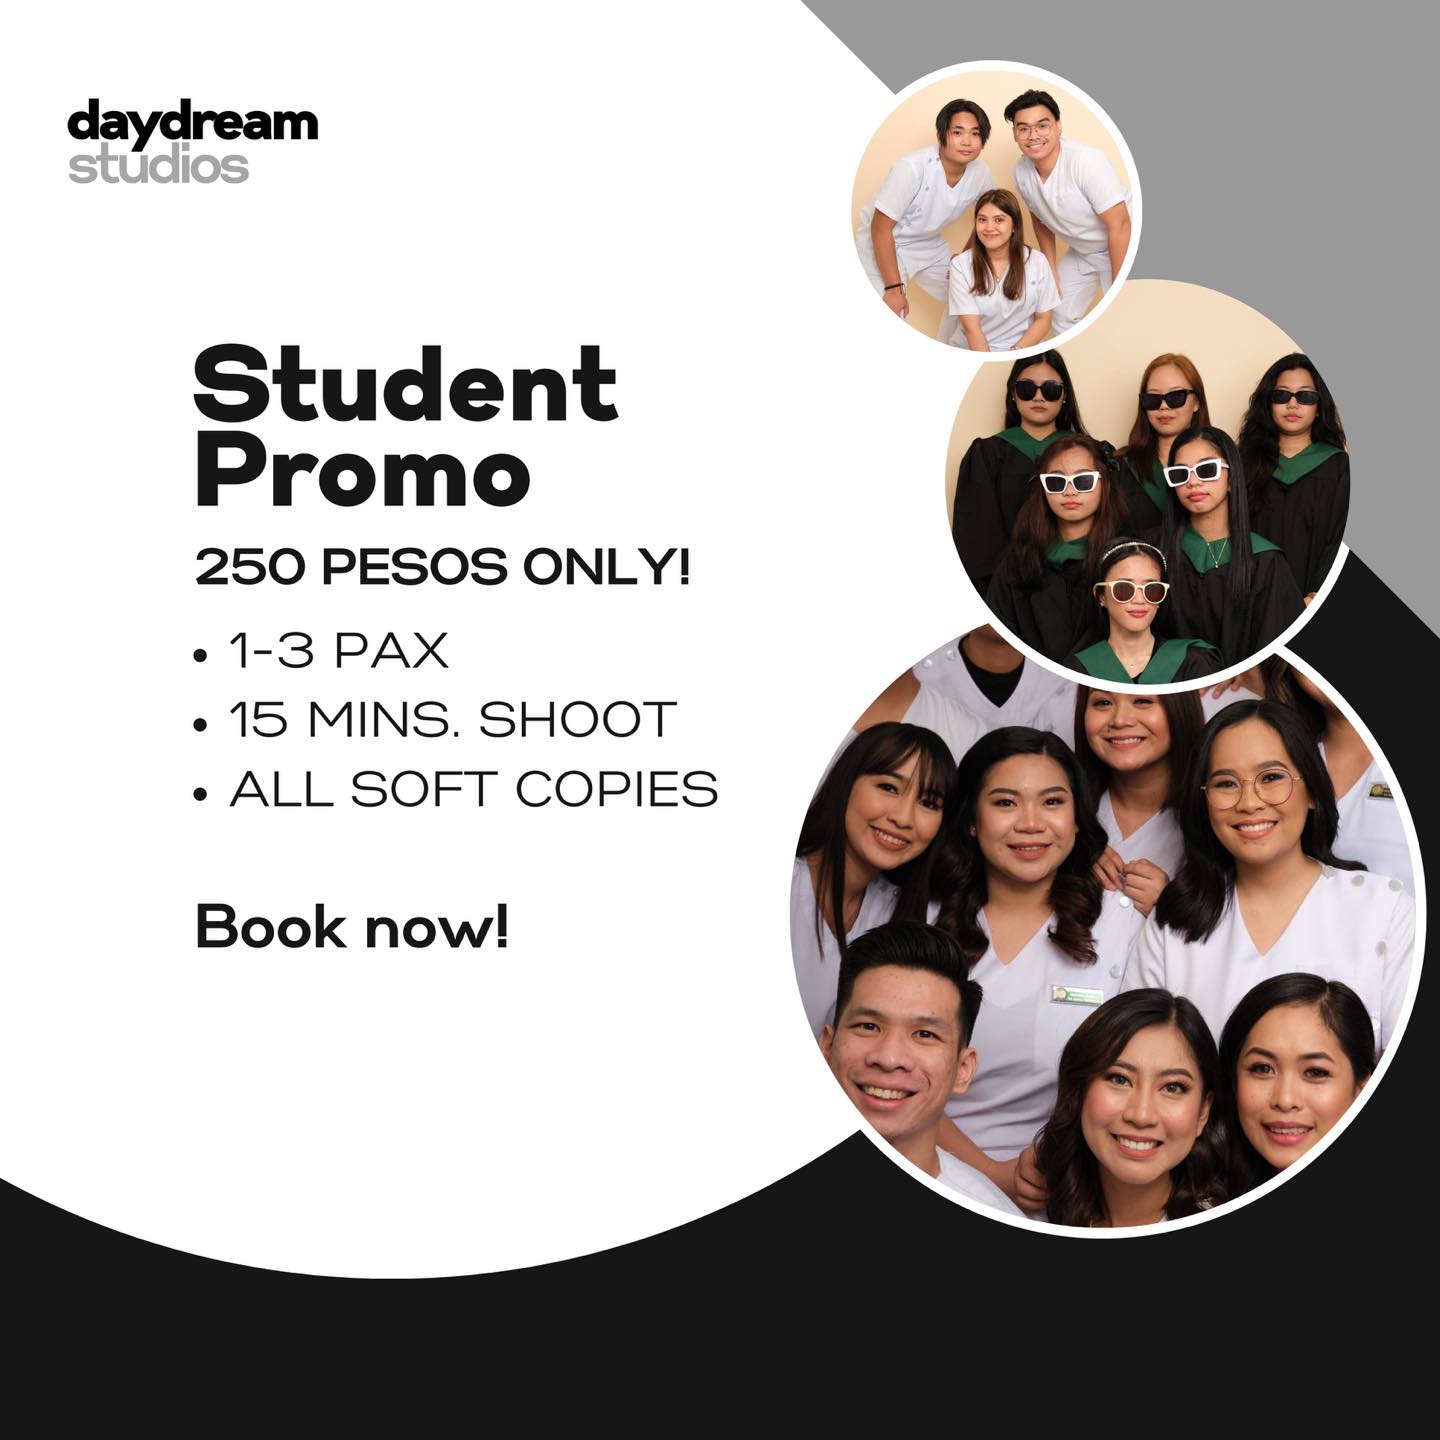 daydream
studios
Student
Promo
250 PESOS ONLY!
• 1-3 PAX
• 15 MINS. SHOOT
• ALL SOFT COPIES
Book now!